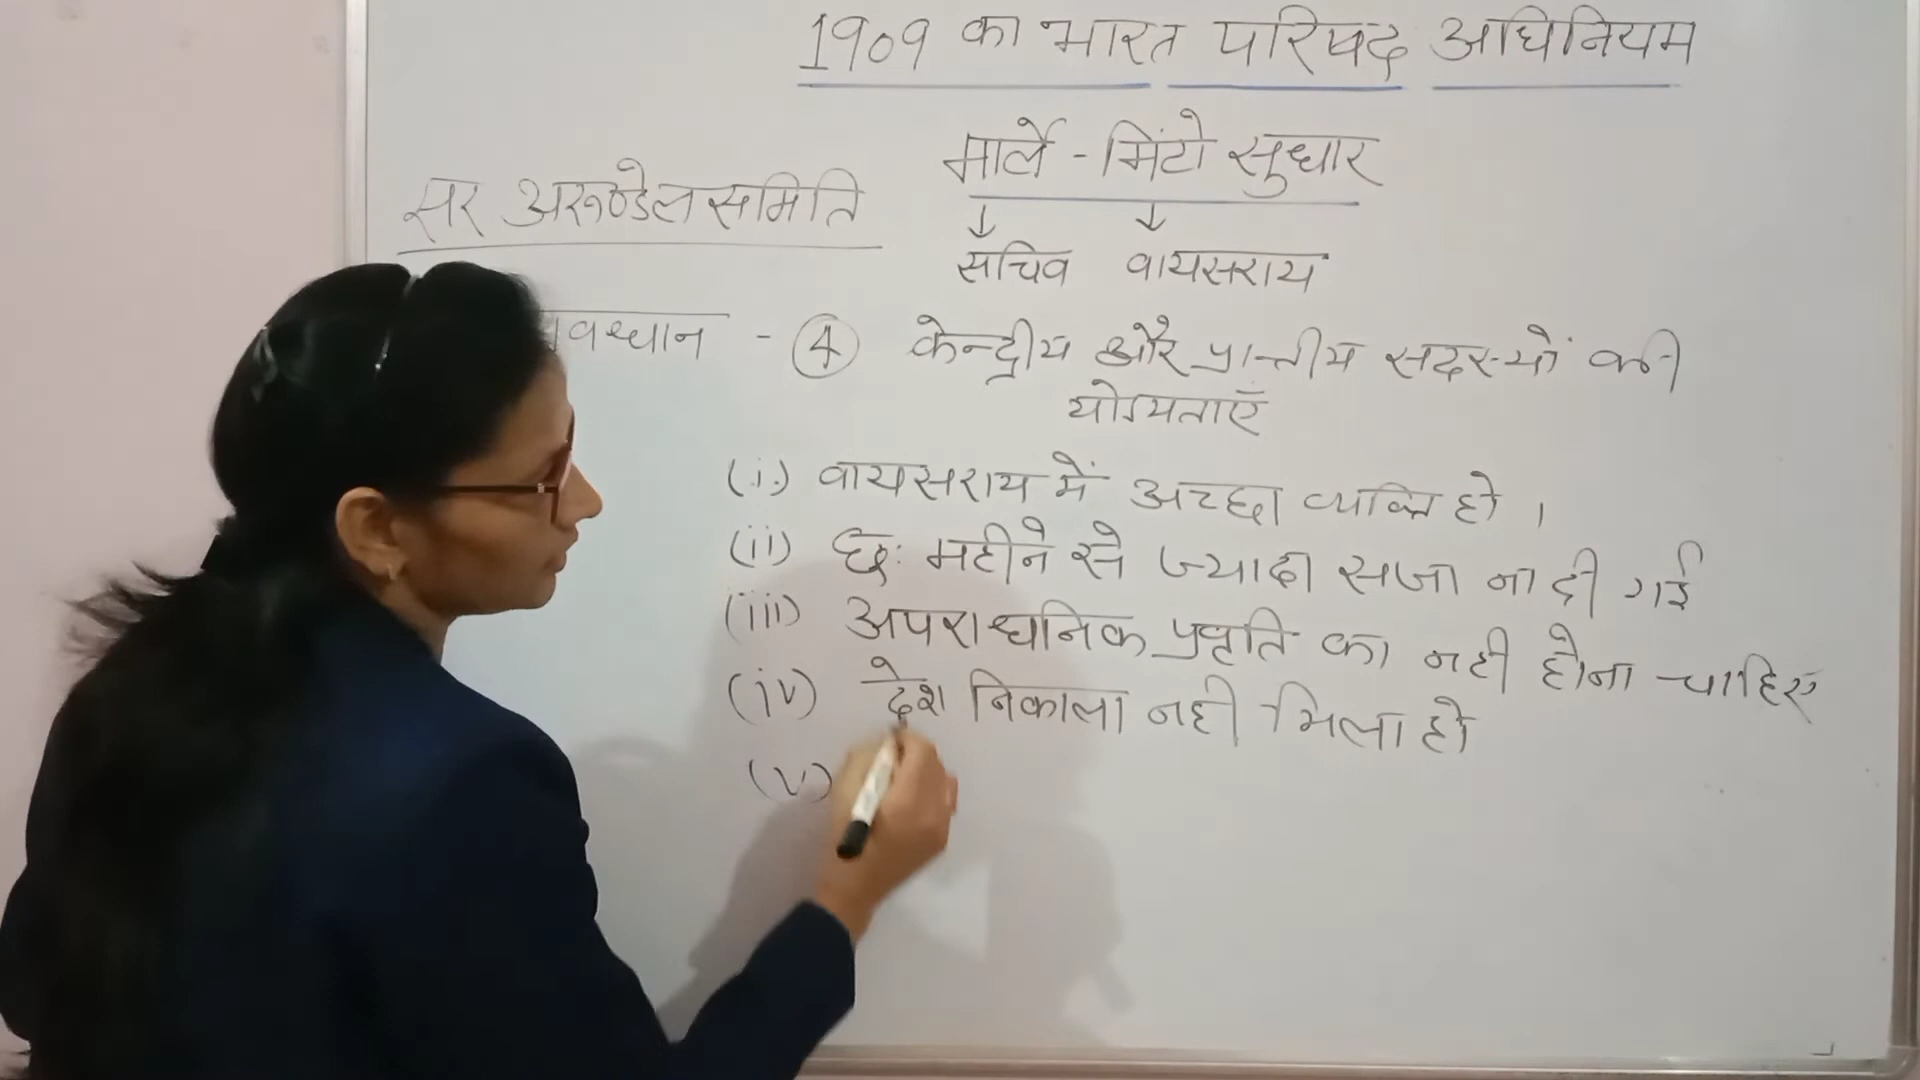 1909 का भारत परिषद अधिनियम
मार्ले - मिंटो सुधार
सर अरुण्डेल समिति
↓ ↓
सचिव वायसराय
- ④ केन्द्रीय और प्रान्तीय सदस्यों की
योग्यताएँ
(i) वायसराय में अच्छा व्यक्ति हो ।
(ii) छः महीने से ज्यादा सजा ना दी गई
(iii) अपराधनिक प्रवृति का नही होना चाहिए
(iv) देश निकाला नही मिला हो
(v)